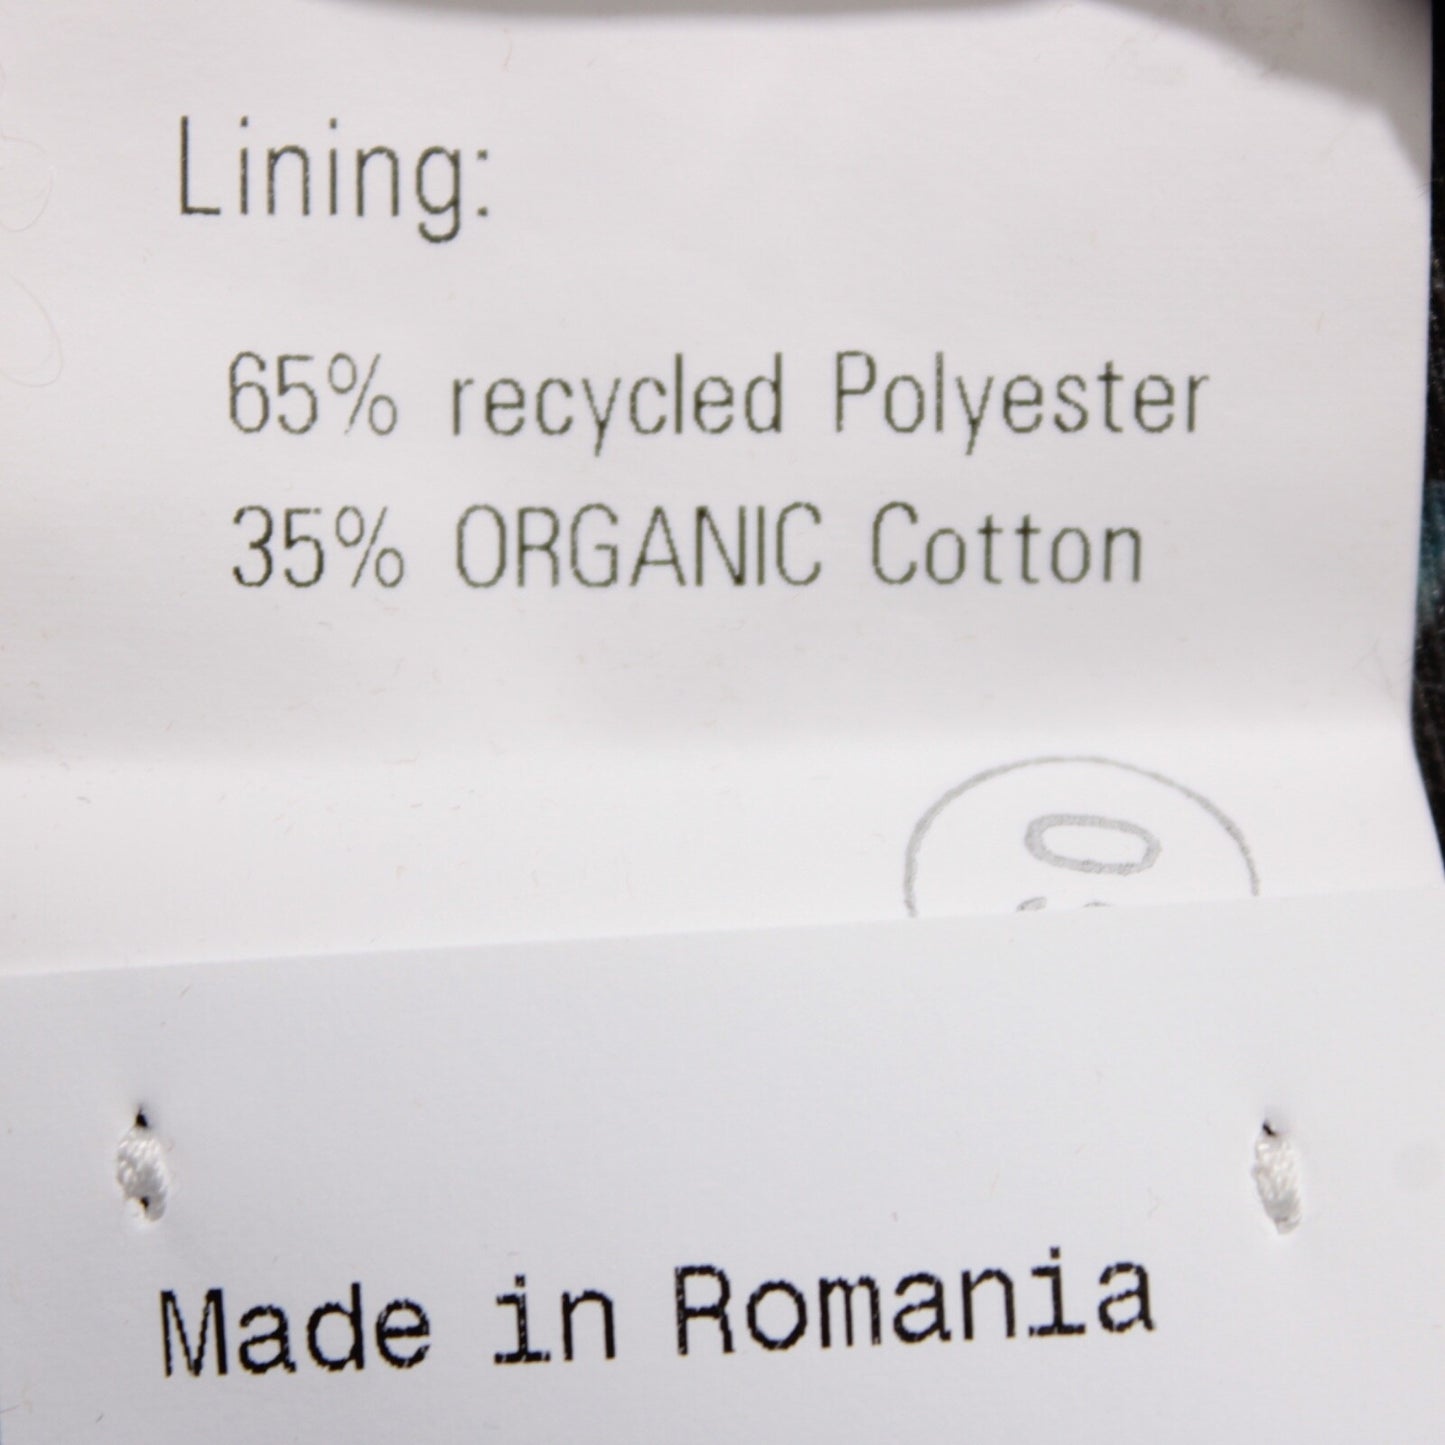 Lining:
65% recycled Polyester
35% ORGANIC Cotton
Made in Romania